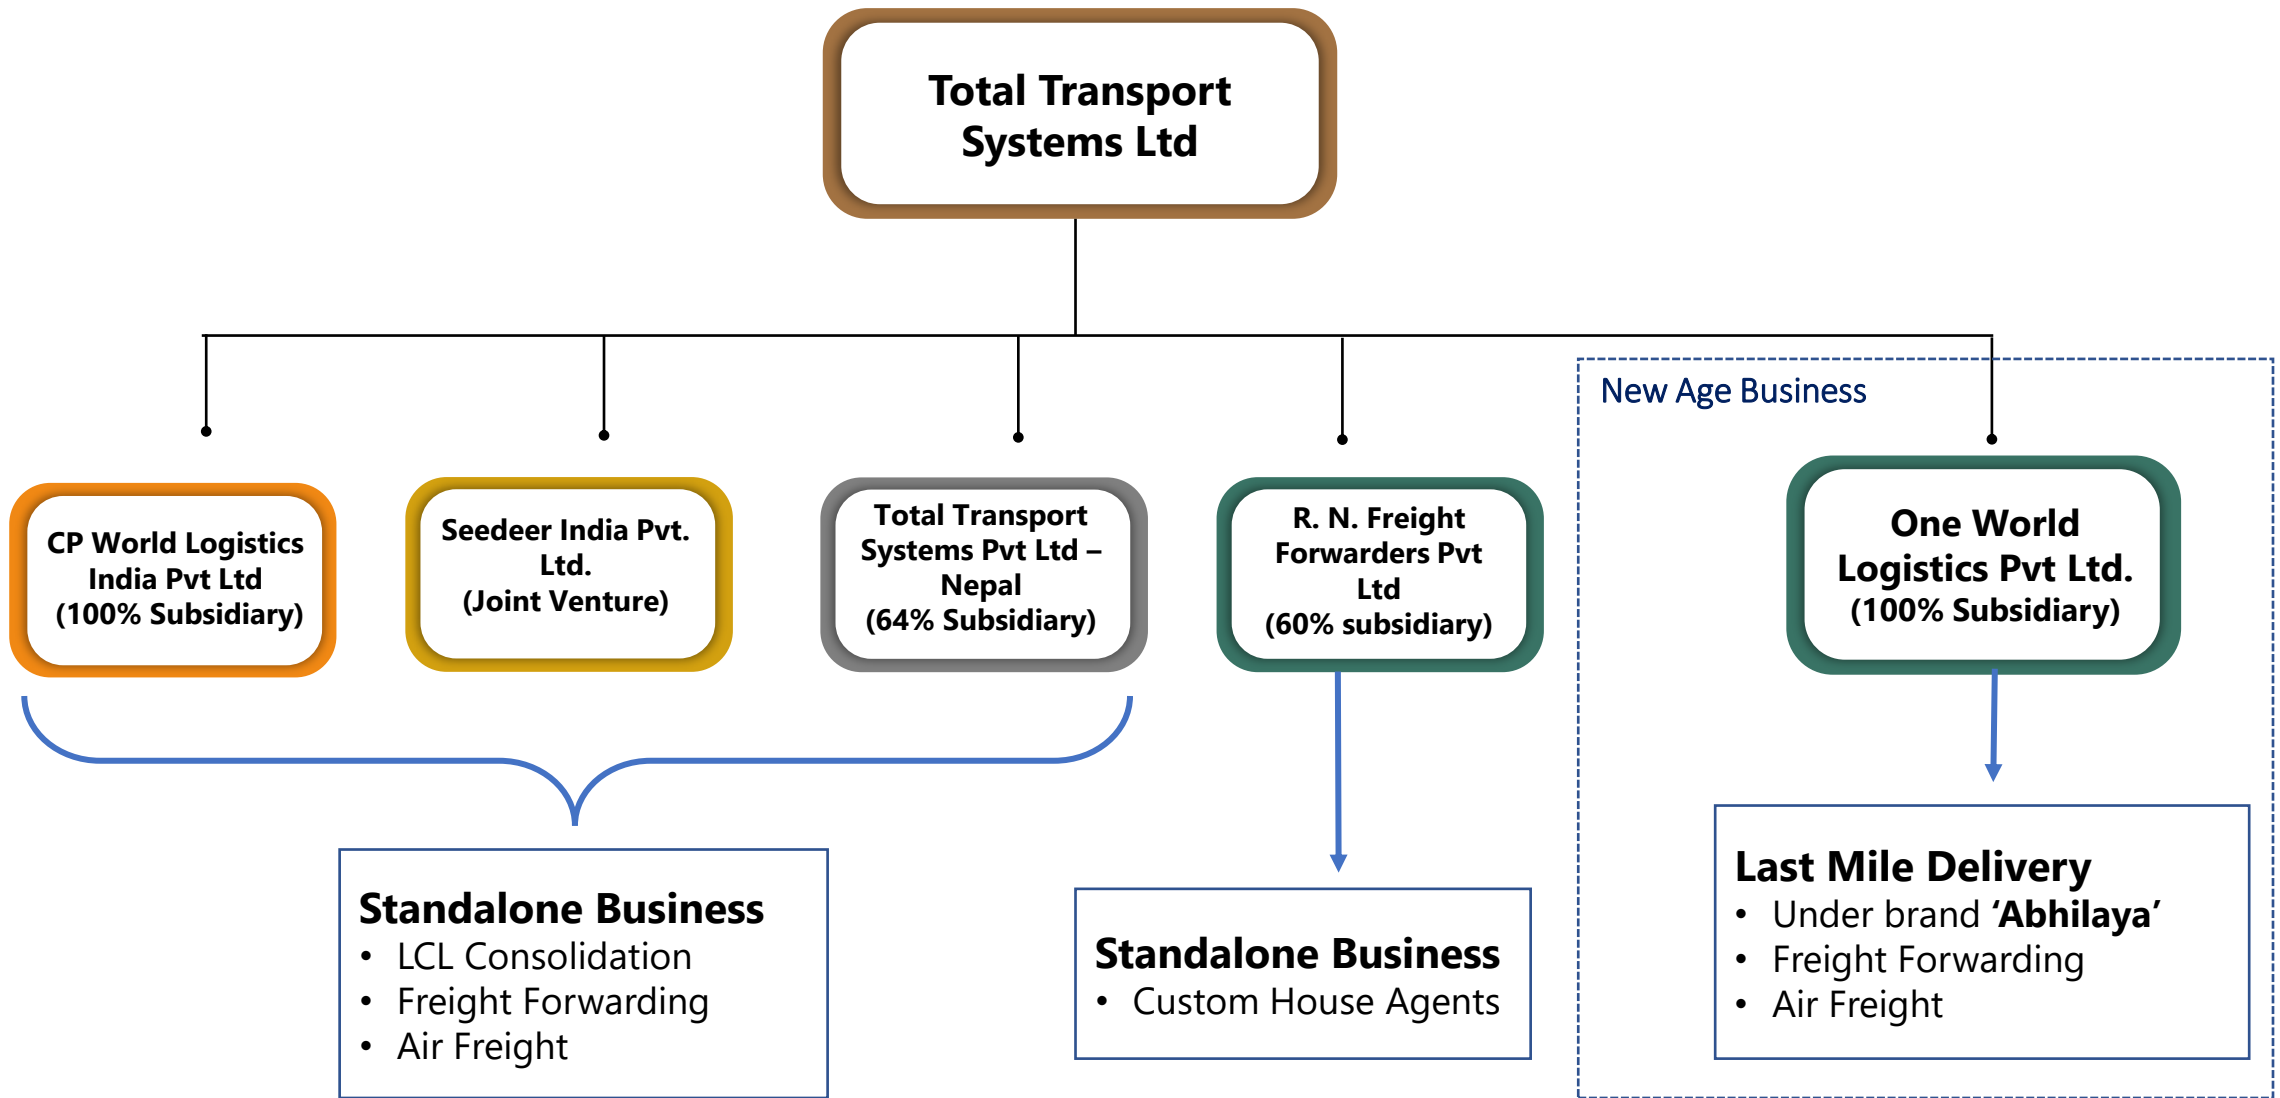 Total Transport
Systems Ltd
New Age Business
CP World Logistics
India Pvt Ltd
(100% Subsidiary)
Seedeer India Pvt.
Ltd.
(Joint Venture)
Total Transport
Systems Pvt Ltd –
Nepal
(64% Subsidiary)
R. N. Freight
Forwarders Pvt
Ltd
(60% subsidiary)
One World
Logistics Pvt Ltd.
(100% Subsidiary)
Standalone Business
• LCL Consolidation
• Freight Forwarding
• Air Freight
Standalone Business
• Custom House Agents
Last Mile Delivery
• Under brand ‘Abhilaya’
• Freight Forwarding
• Air Freight